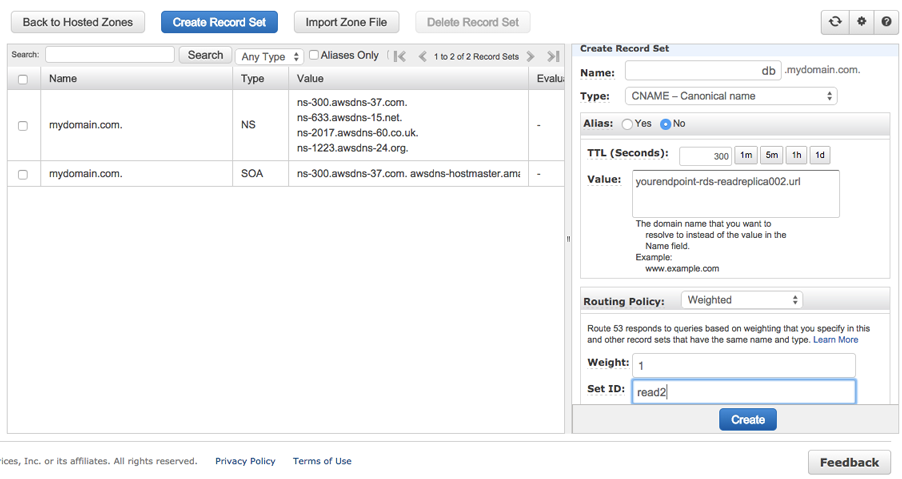 Back to Hosted Zones
Create Record Set
Import Zone File
Delete Record Set
Search:
Search
Any Type
Aliases Only
1 to 2 of 2 Record Sets
Name
Type
Value
mydomain.com.
NS
ns-300.awsdns-37.com.
ns-633.awsdns-15.net.
ns-2017.awsdns-60.co.uk.
ns-1223.awsdns-24.org.
-
mydomain.com.
SOA
ns-300.awsdns-37.com. awsdns-hostmaster.ama
-
Create Record Set
Name:
db
.mydomain.com.
Type:
CNAME – Canonical name
Alias:
Yes
No
TTL (Seconds):
300
1m
5m
1h
1d
Value:
yourendpoint-rds-readreplica002.url
The domain name that you want to
resolve to instead of the value in the
Name field.
Example:
www.example.com
Routing Policy:
Weighted
Route 53 responds to queries based on weighting that you specify in this
and other record sets that have the same name and type. Learn More
Weight:
1
Set ID:
read2
Create
Inc. or its affiliates. All rights reserved.
Privacy Policy
Terms of Use
Feedback